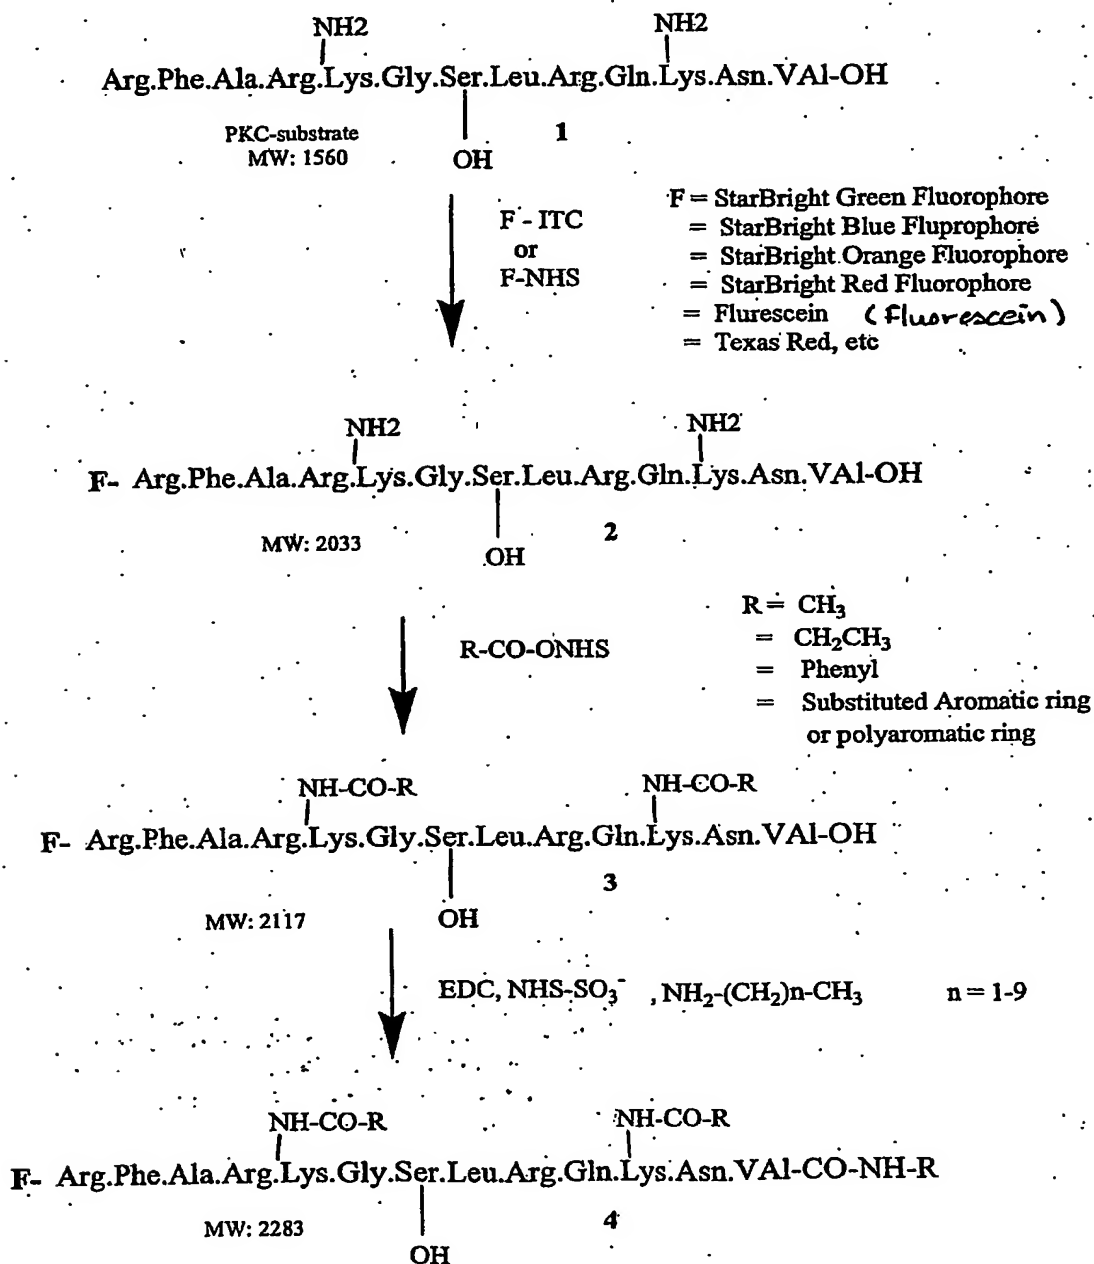 NH2 NH2
Arg.Phe.Ala.Arg.Lys.Gly.Ser.Leu.Arg.Gln.Lys.Asn.VAl-OH
PKC-substrate 1
MW: 1560 OH
F - ITC
or
F-NHS
F = StarBright Green Fluorophore
= StarBright Blue Fluprophore
= StarBright Orange Fluorophore
= StarBright Red Fluorophore
= Flurescein (fluorescein)
= Texas Red, etc
NH2 NH2
F- Arg.Phe.Ala.Arg.Lys.Gly.Ser.Leu.Arg.Gln.Lys.Asn.VAl-OH
MW: 2033 OH 2
R-CO-ONHS
R = CH3
= CH2CH3
= Phenyl
= Substituted Aromatic ring
or polyaromatic ring
NH-CO-R NH-CO-R
F- Arg.Phe.Ala.Arg.Lys.Gly.Ser.Leu.Arg.Gln.Lys.Asn.VAl-OH
3
MW: 2117 OH
EDC, NHS-SO3⁻ , NH2-(CH2)n-CH3 n = 1-9
NH-CO-R NH-CO-R
F- Arg.Phe.Ala.Arg.Lys.Gly.Ser.Leu.Arg.Gln.Lys.Asn.VAl-CO-NH-R
MW: 2283 4
OH